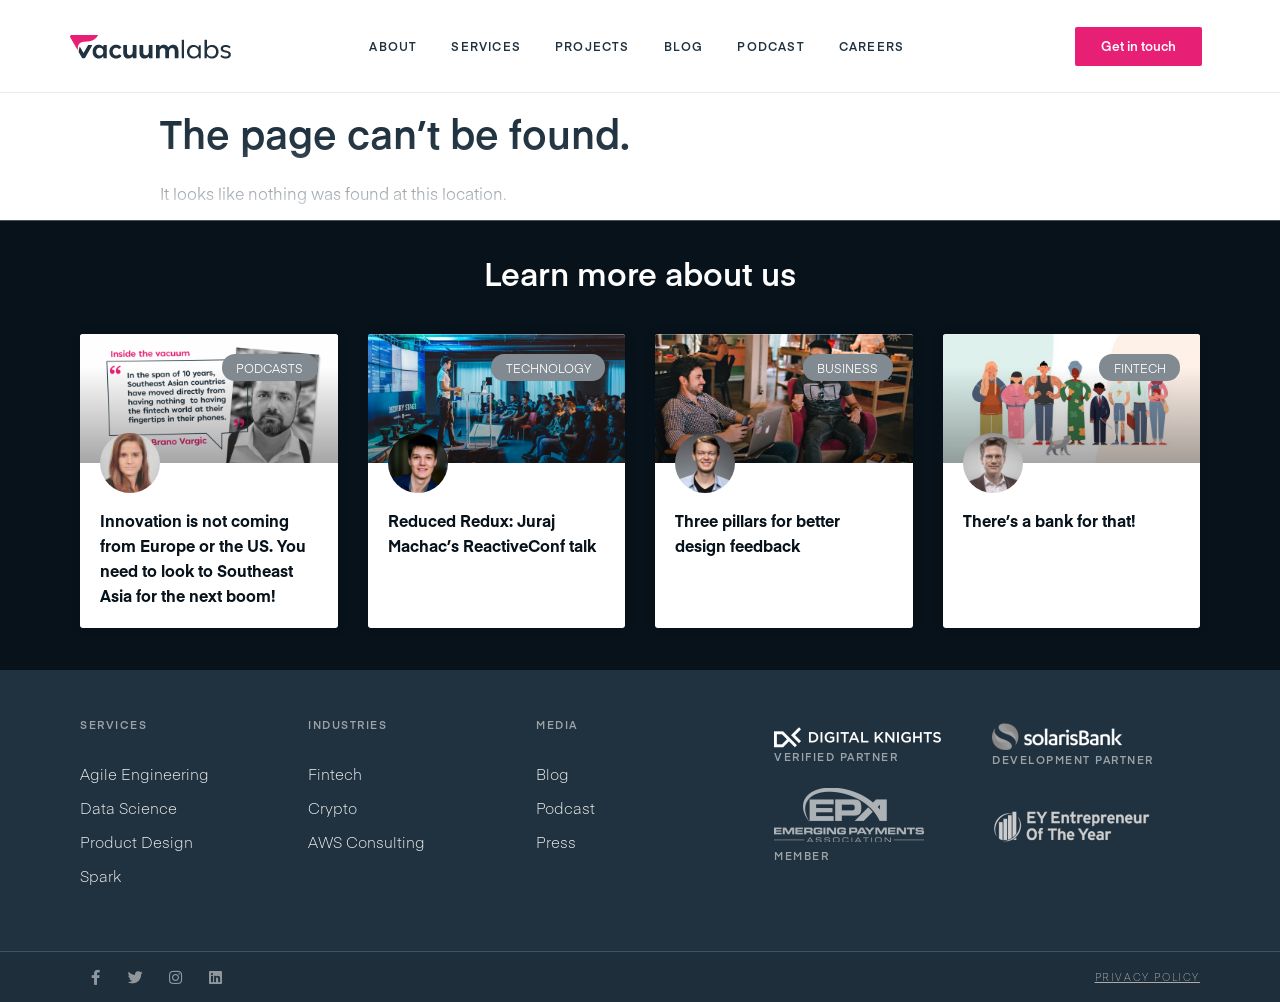 vacuumlabs
ABOUT
SERVICES
PROJECTS
BLOG
PODCAST
CAREERS
Get in touch
The page can’t be found.
It looks like nothing was found at this location.
Learn more about us
Inside the vacuum
PODCASTS
“ In the span of 10 years,
Southeast Asian countries
have moved directly from
having nothing to having
the fintech world at their
fingertips in their phones. ”
Brano Vargic
Innovation is not coming
from Europe or the US. You
need to look to Southeast
Asia for the next boom!
TECHNOLOGY
Reduced Redux: Juraj
Machac’s ReactiveConf talk
BUSINESS
Three pillars for better
design feedback
FINTECH
There’s a bank for that!
SERVICES
Agile Engineering
Data Science
Product Design
Spark
INDUSTRIES
Fintech
Crypto
AWS Consulting
MEDIA
Blog
Podcast
Press
DIGITAL KNIGHTS
VERIFIED PARTNER
solarisBank
DEVELOPMENT PARTNER
EPA
EMERGING PAYMENTS
ASSOCIATION
MEMBER
EY Entrepreneur
Of The Year
PRIVACY POLICY